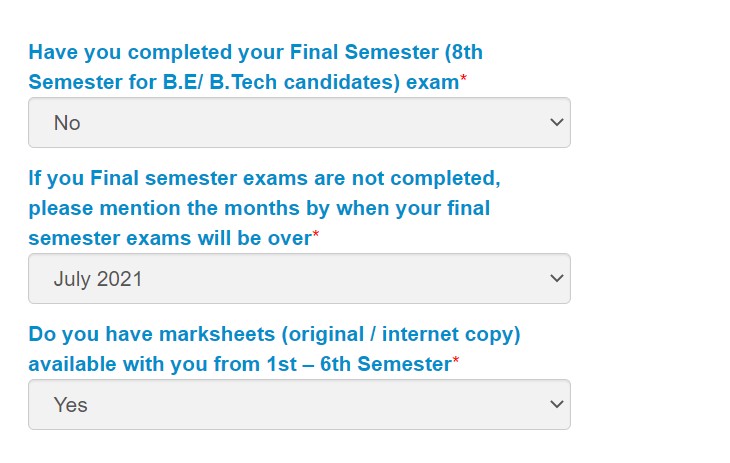 Have you completed your Final Semester (8th
Semester for B.E/ B.Tech candidates) exam*
No
If you Final semester exams are not completed,
please mention the months by when your final
semester exams will be over*
July 2021
Do you have marksheets (original / internet copy)
available with you from 1st – 6th Semester*
Yes